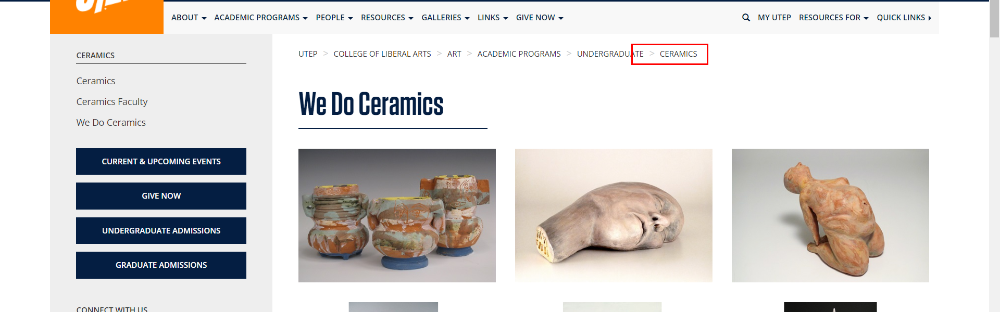 ABOUT ACADEMIC PROGRAMS PEOPLE RESOURCES GALLERIES LINKS GIVE NOW MY UTEP RESOURCES FOR QUICK LINKS
CERAMICS
Ceramics
Ceramics Faculty
We Do Ceramics
CURRENT & UPCOMING EVENTS
GIVE NOW
UNDERGRADUATE ADMISSIONS
GRADUATE ADMISSIONS
CONNECT WITH US
UTEP > COLLEGE OF LIBERAL ARTS > ART > ACADEMIC PROGRAMS > UNDERGRADUATE > CERAMICS
We Do Ceramics